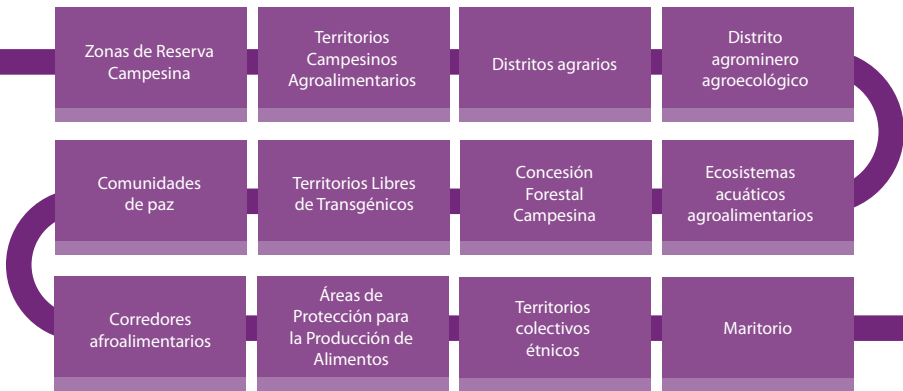 Zonas de Reserva
Campesina
Territorios
Campesinos
Agroalimentarios
Distritos agrarios
Distrito
agrominero
agroecológico
Comunidades
de paz
Territorios Libres
de Transgénicos
Concesión
Forestal
Campesina
Ecosistemas
acuáticos
agroalimentarios
Corredores
afroalimentarios
Áreas de
Protección para
la Producción de
Alimentos
Territorios
colectivos
étnicos
Maritorio